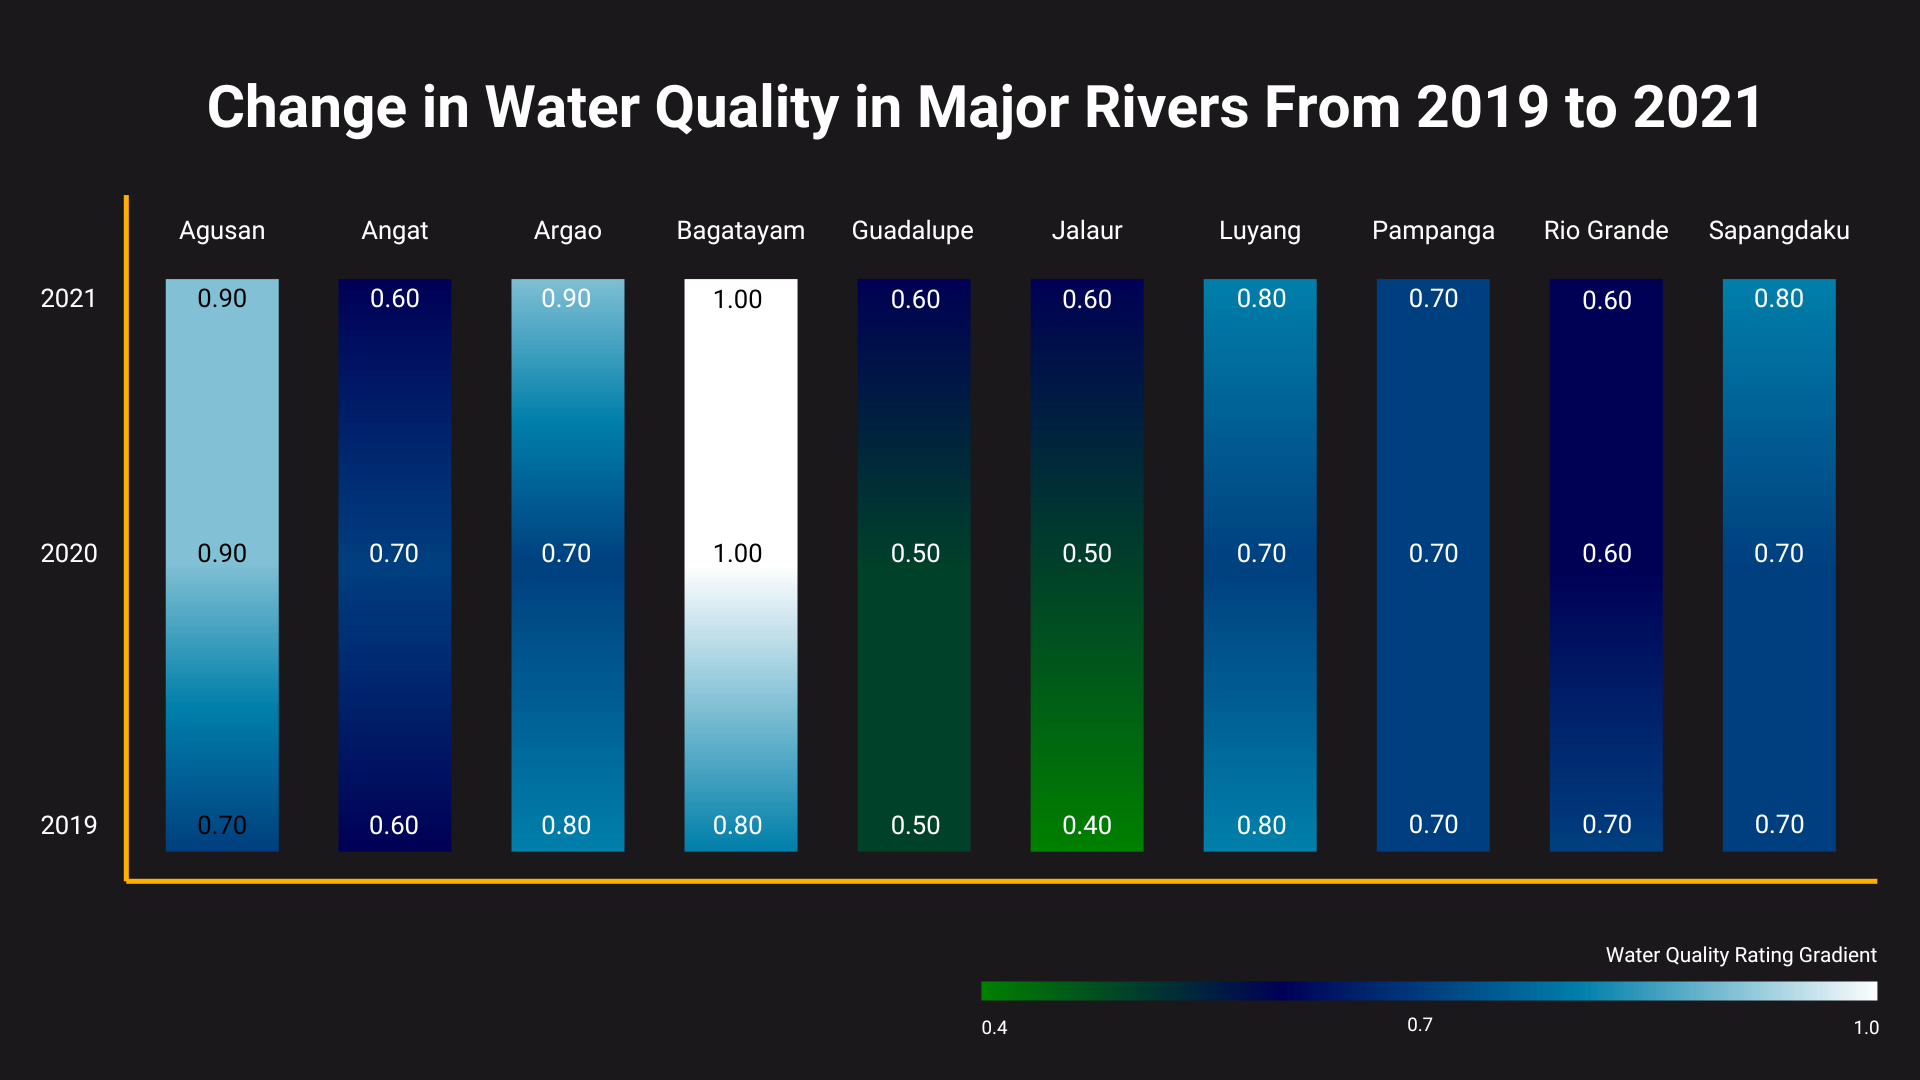 Change in Water Quality in Major Rivers From 2019 to 2021
Agusan Angat Argao Bagatayam Guadalupe Jalaur Luyang Pampanga Rio Grande Sapangdaku
2021 0.90 0.60 0.90 1.00 0.60 0.60 0.80 0.70 0.60 0.80
2020 0.90 0.70 0.70 1.00 0.50 0.50 0.70 0.70 0.60 0.70
2019 0.70 0.60 0.80 0.80 0.50 0.40 0.80 0.70 0.70 0.70
Water Quality Rating Gradient
0.4 0.7 1.0